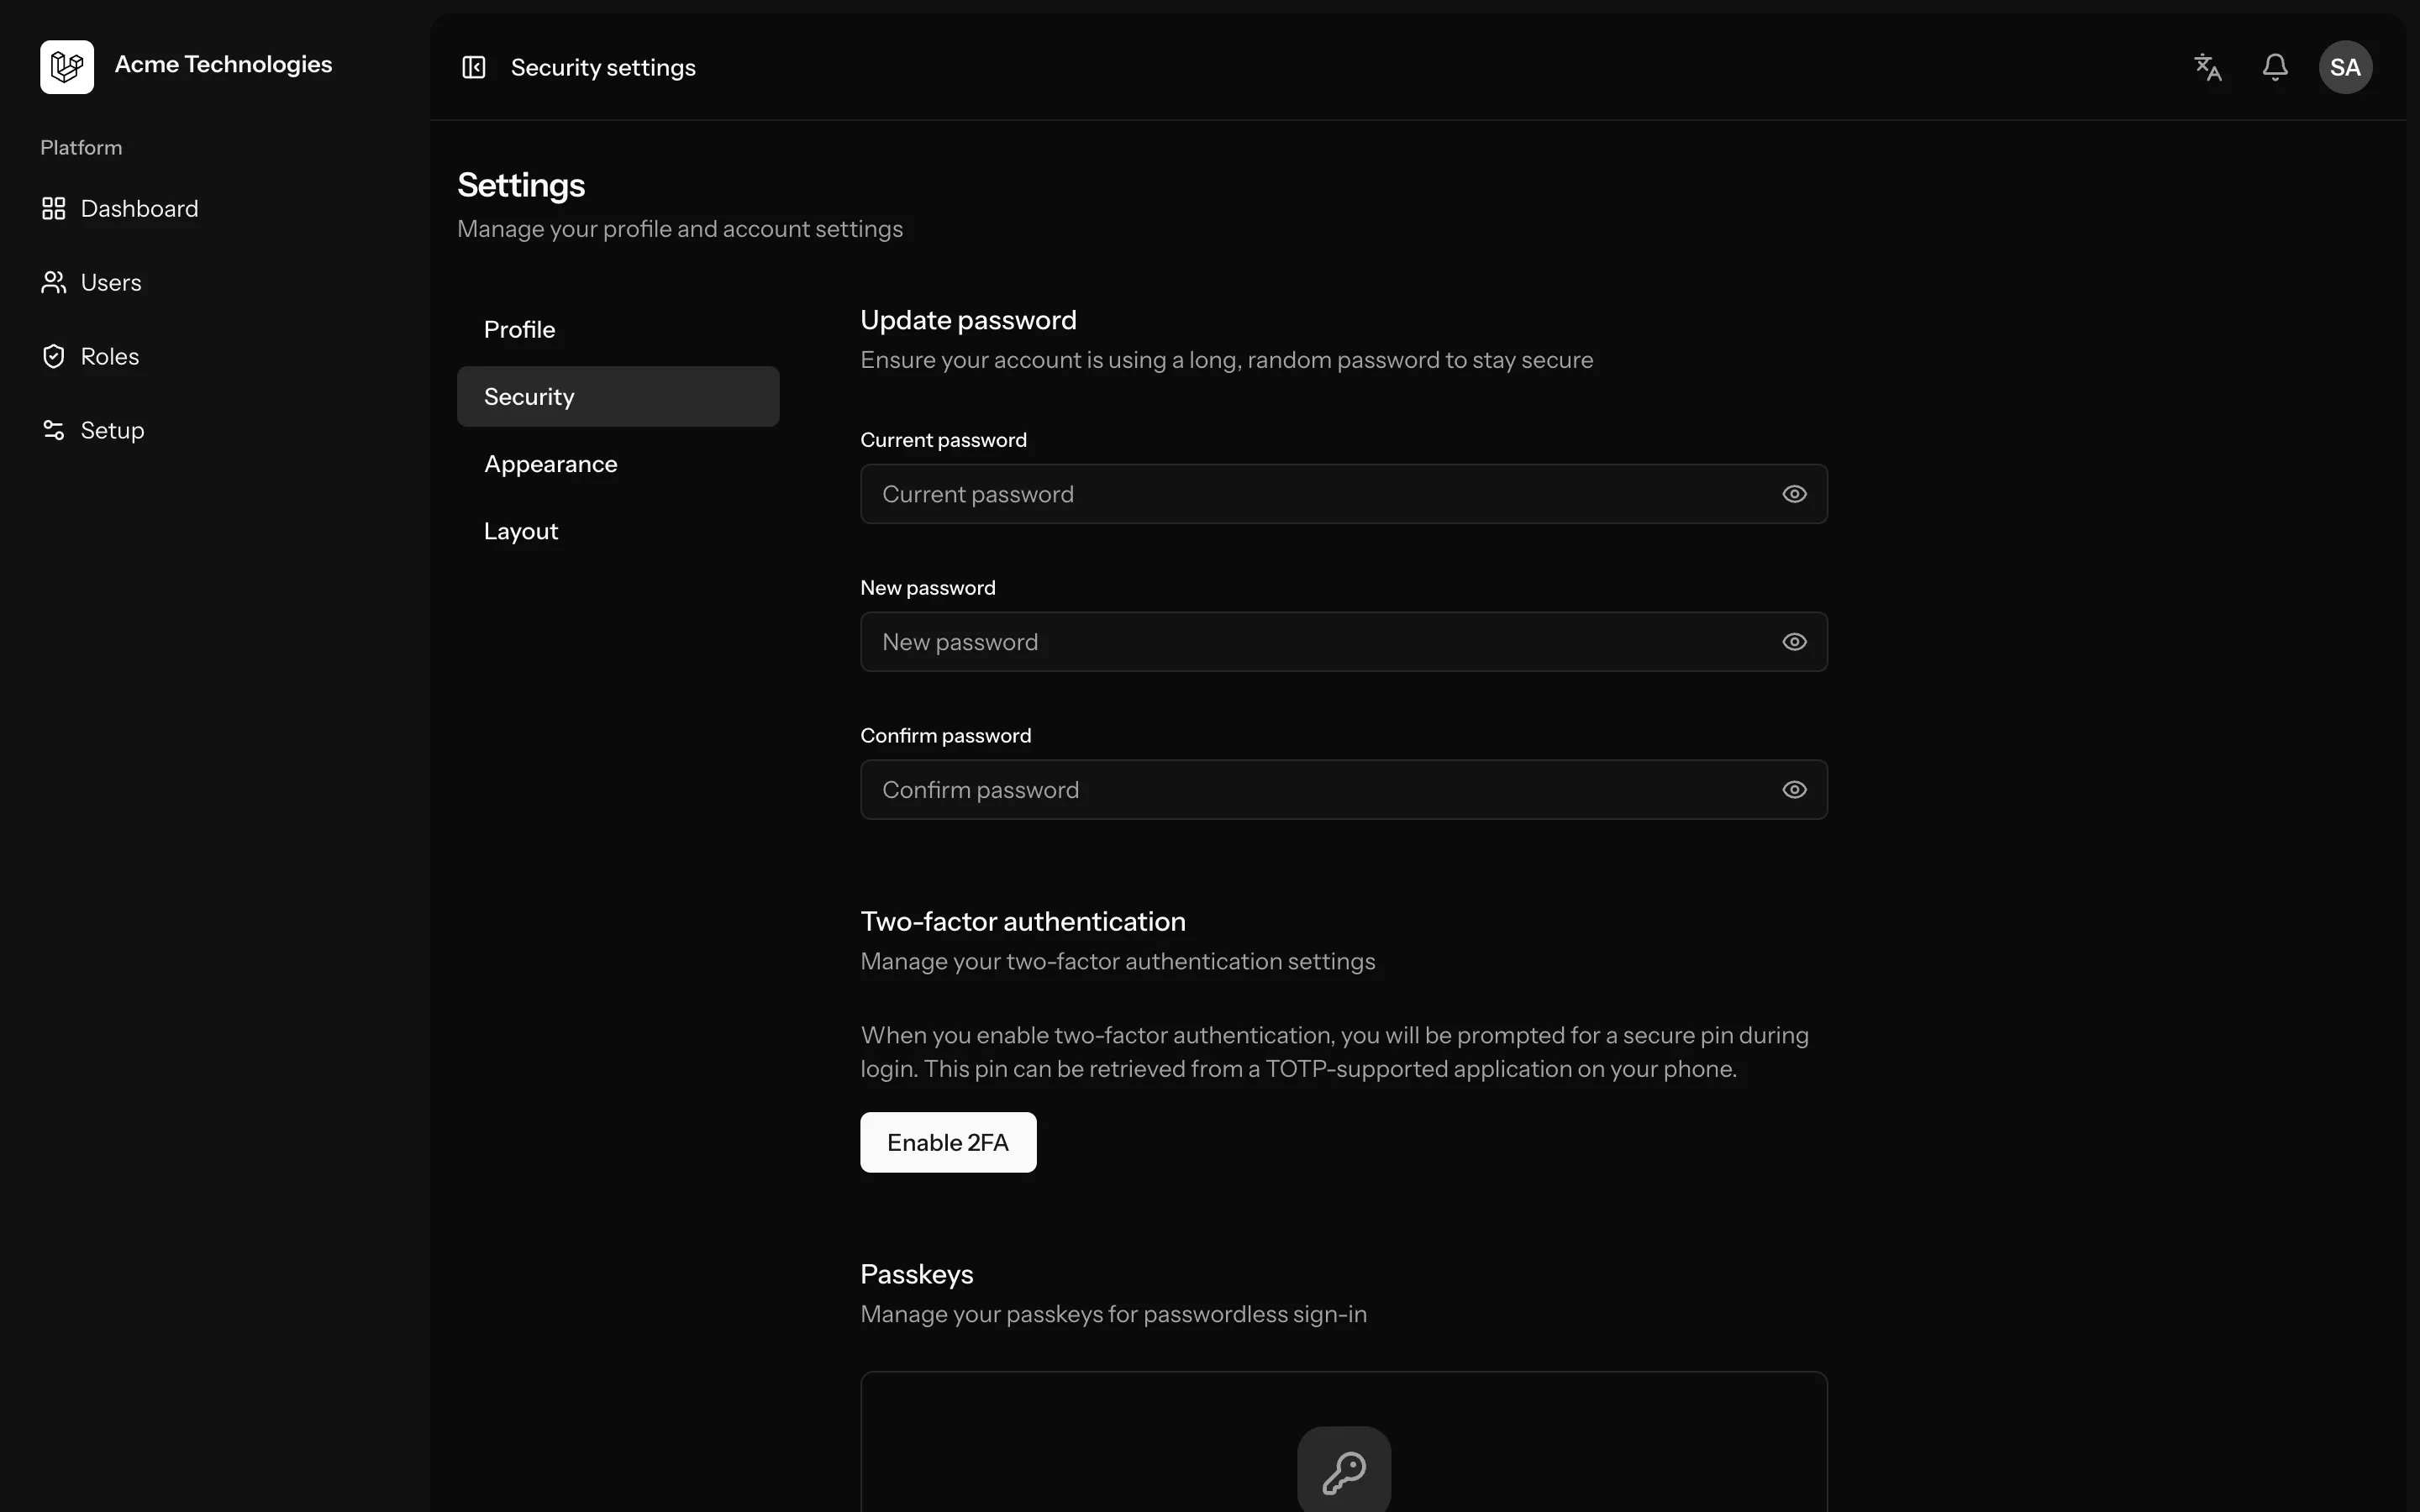 Acme Technologies
Platform
Dashboard
Users
Roles
Setup
Security settings
SA
Settings
Manage your profile and account settings
Profile
Security
Appearance
Layout
Update password
Ensure your account is using a long, random password to stay secure
Current password
Current password
New password
New password
Confirm password
Confirm password
Two-factor authentication
Manage your two-factor authentication settings
When you enable two-factor authentication, you will be prompted for a secure pin during
login. This pin can be retrieved from a TOTP-supported application on your phone.
Enable 2FA
Passkeys
Manage your passkeys for passwordless sign-in